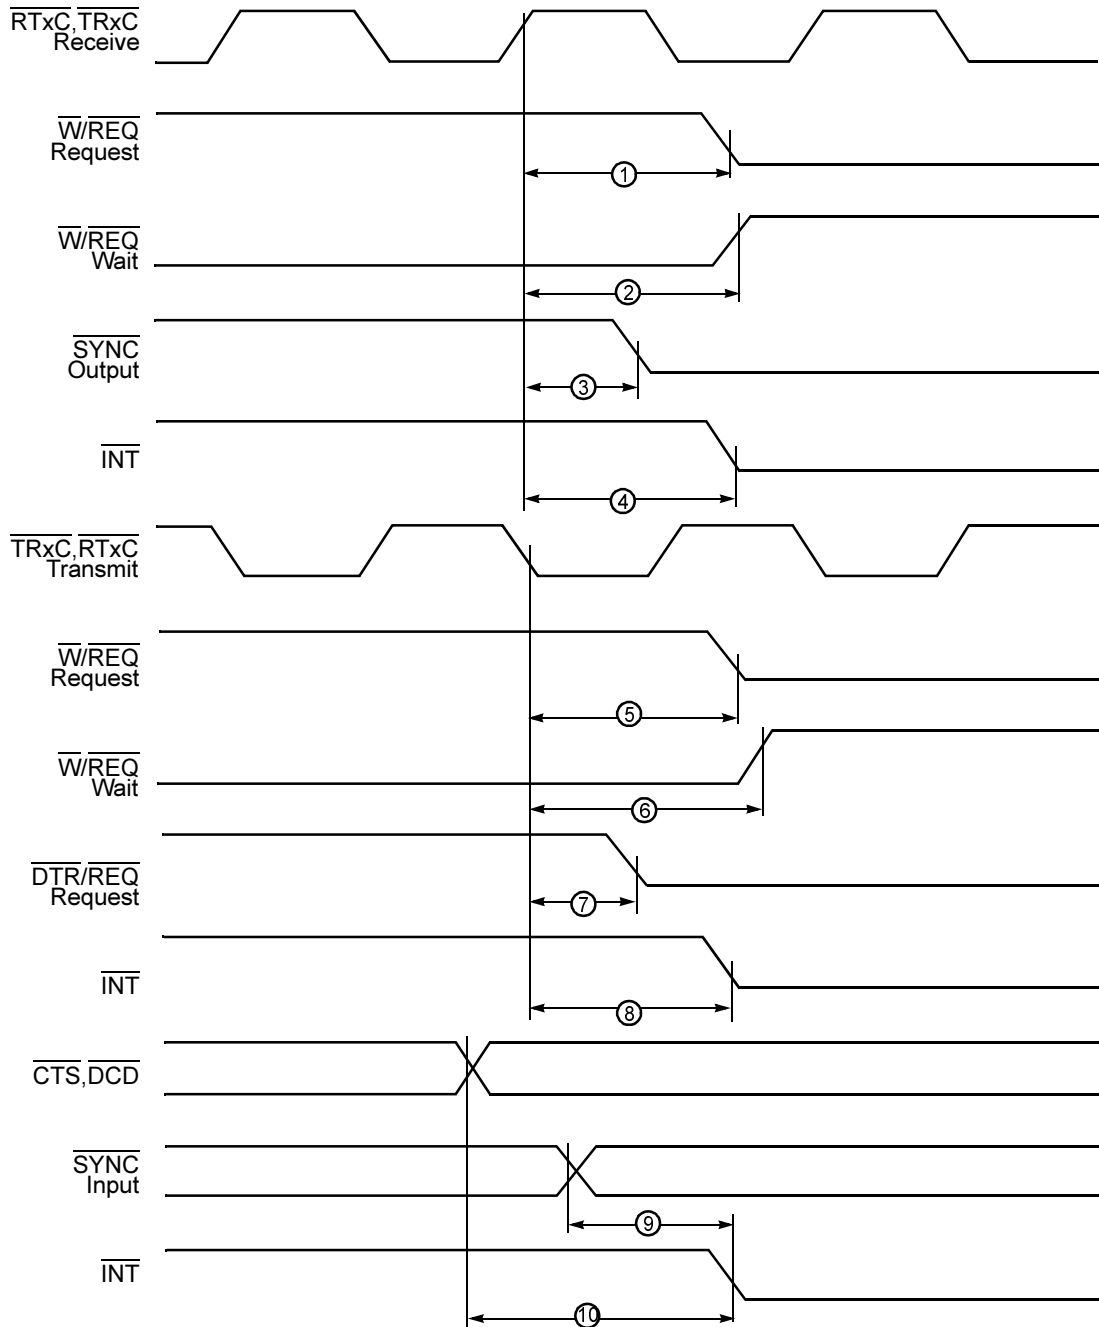 RTxC,TRxC
Receive
W/REQ
Request
1
W/REQ
Wait
2
SYNC
Output
3
INT
4
TRxC,RTxC
Transmit
W/REQ
Request
5
W/REQ
Wait
6
DTR/REQ
Request
7
INT
8
CTS,DCD
SYNC
Input
9
INT
10